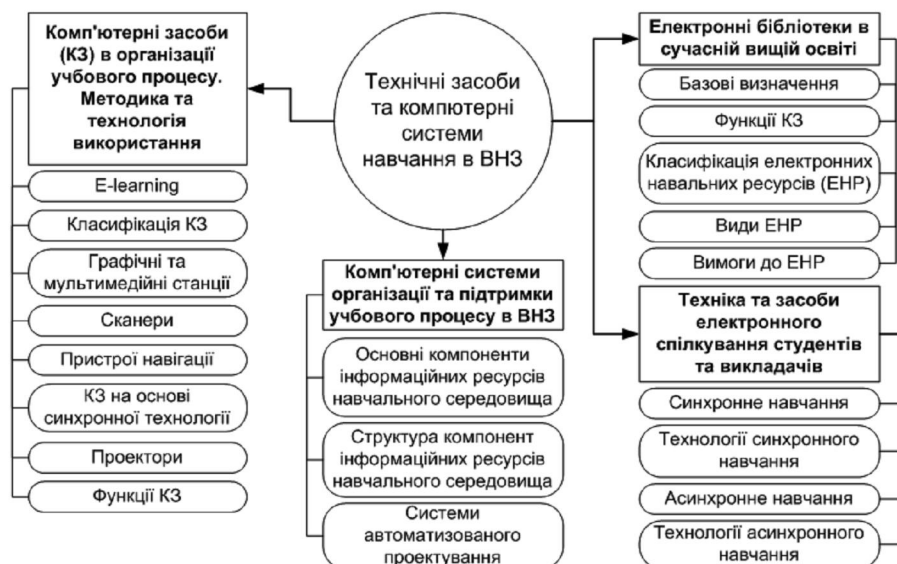 Комп'ютерні засоби
(КЗ) в організації
учбового процесу.
Методика та
технологія
використання
E-learning
Класифікація КЗ
Графічні та
мультимедійні станції
Сканери
Пристрої навігації
КЗ на основі
синхронної технології
Проектори
Функції КЗ
Технічні засоби
та компютерні
системи
навчання в ВНЗ
Комп'ютерні системи
організації та підтримки
учбового процесу в ВНЗ
Основні компоненти
інформаційних ресурсів
навчального середовища
Структура компонент
інформаційних ресурсів
навчального середовища
Системи
автоматизованого
проектування
Електронні бібліотеки в
сучасній вищій освіті
Базові визначення
Функції КЗ
Класифікація електронних
навальних ресурсів (ЕНР)
Види ЕНР
Вимоги до ЕНР
Техніка та засоби
електронного
спілкування студентів
та викладачів
Синхронне навчання
Технології синхронного
навчання
Асинхронне навчання
Технології асинхронного
навчання